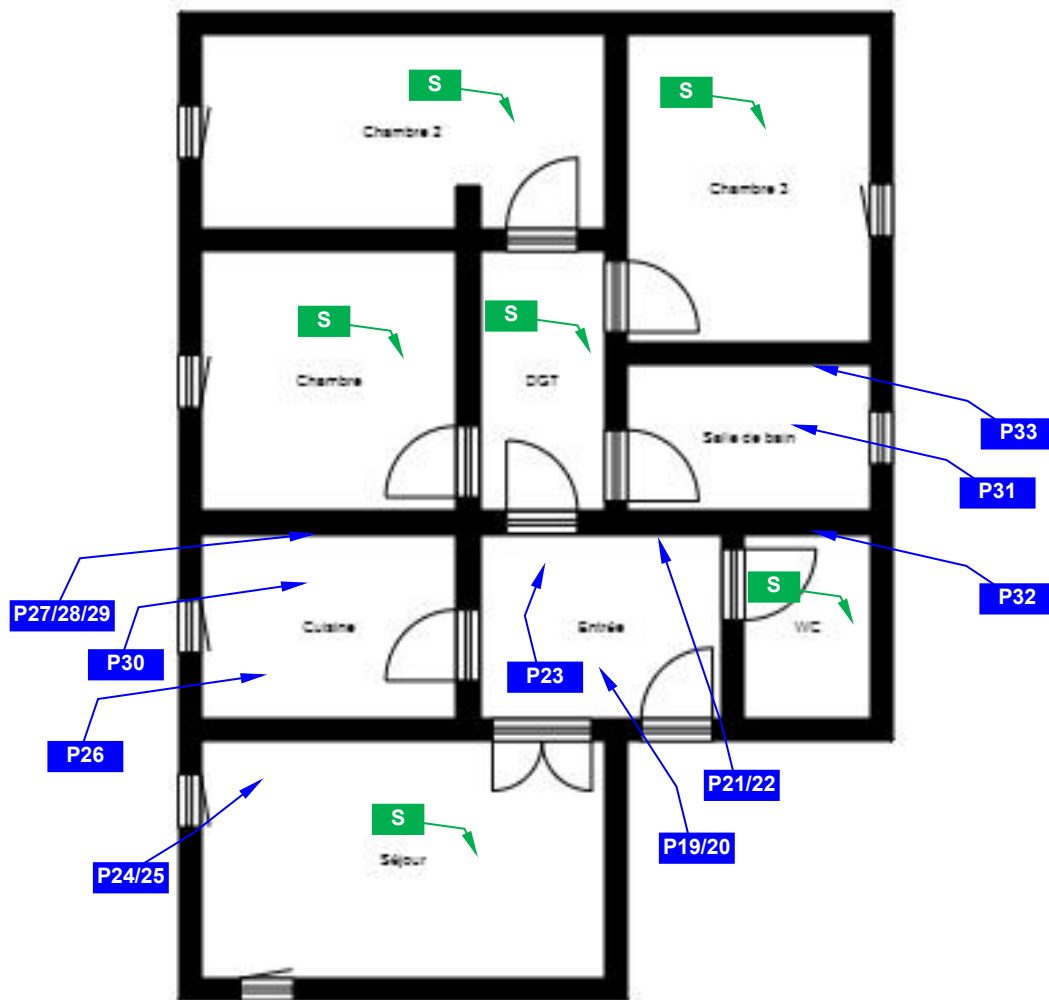 S
S
Chambre 2
Chambre 3
S
S
Chambre
DGT
Salle de bain
P33
P31
S
P27/28/29
P32
Cuisine
Entrée
WC
P30
P23
P26
P21/22
S
P19/20
Séjour
P24/25